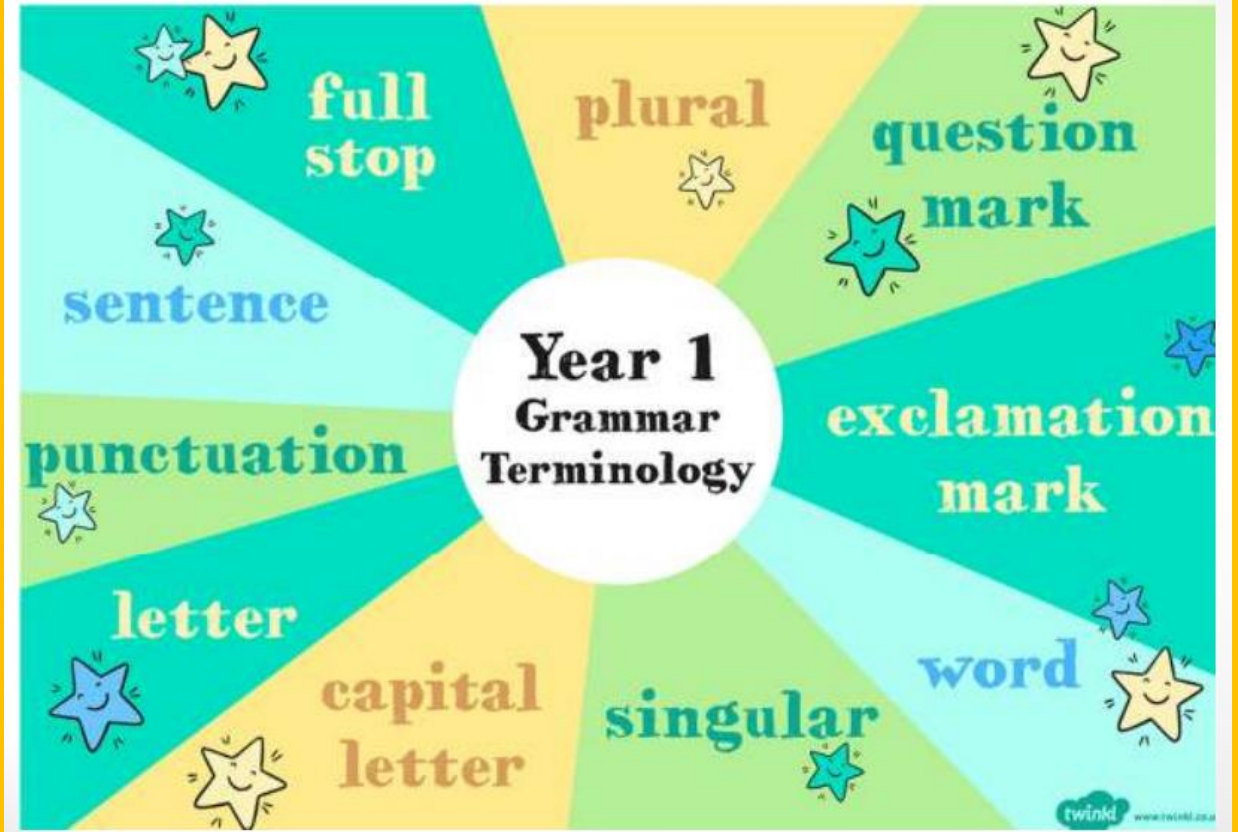 Year 1
Grammar
Terminology
full
stop
plural
question
mark
exclamation
mark
word
singular
capital
letter
letter
punctuation
sentence
twinkl